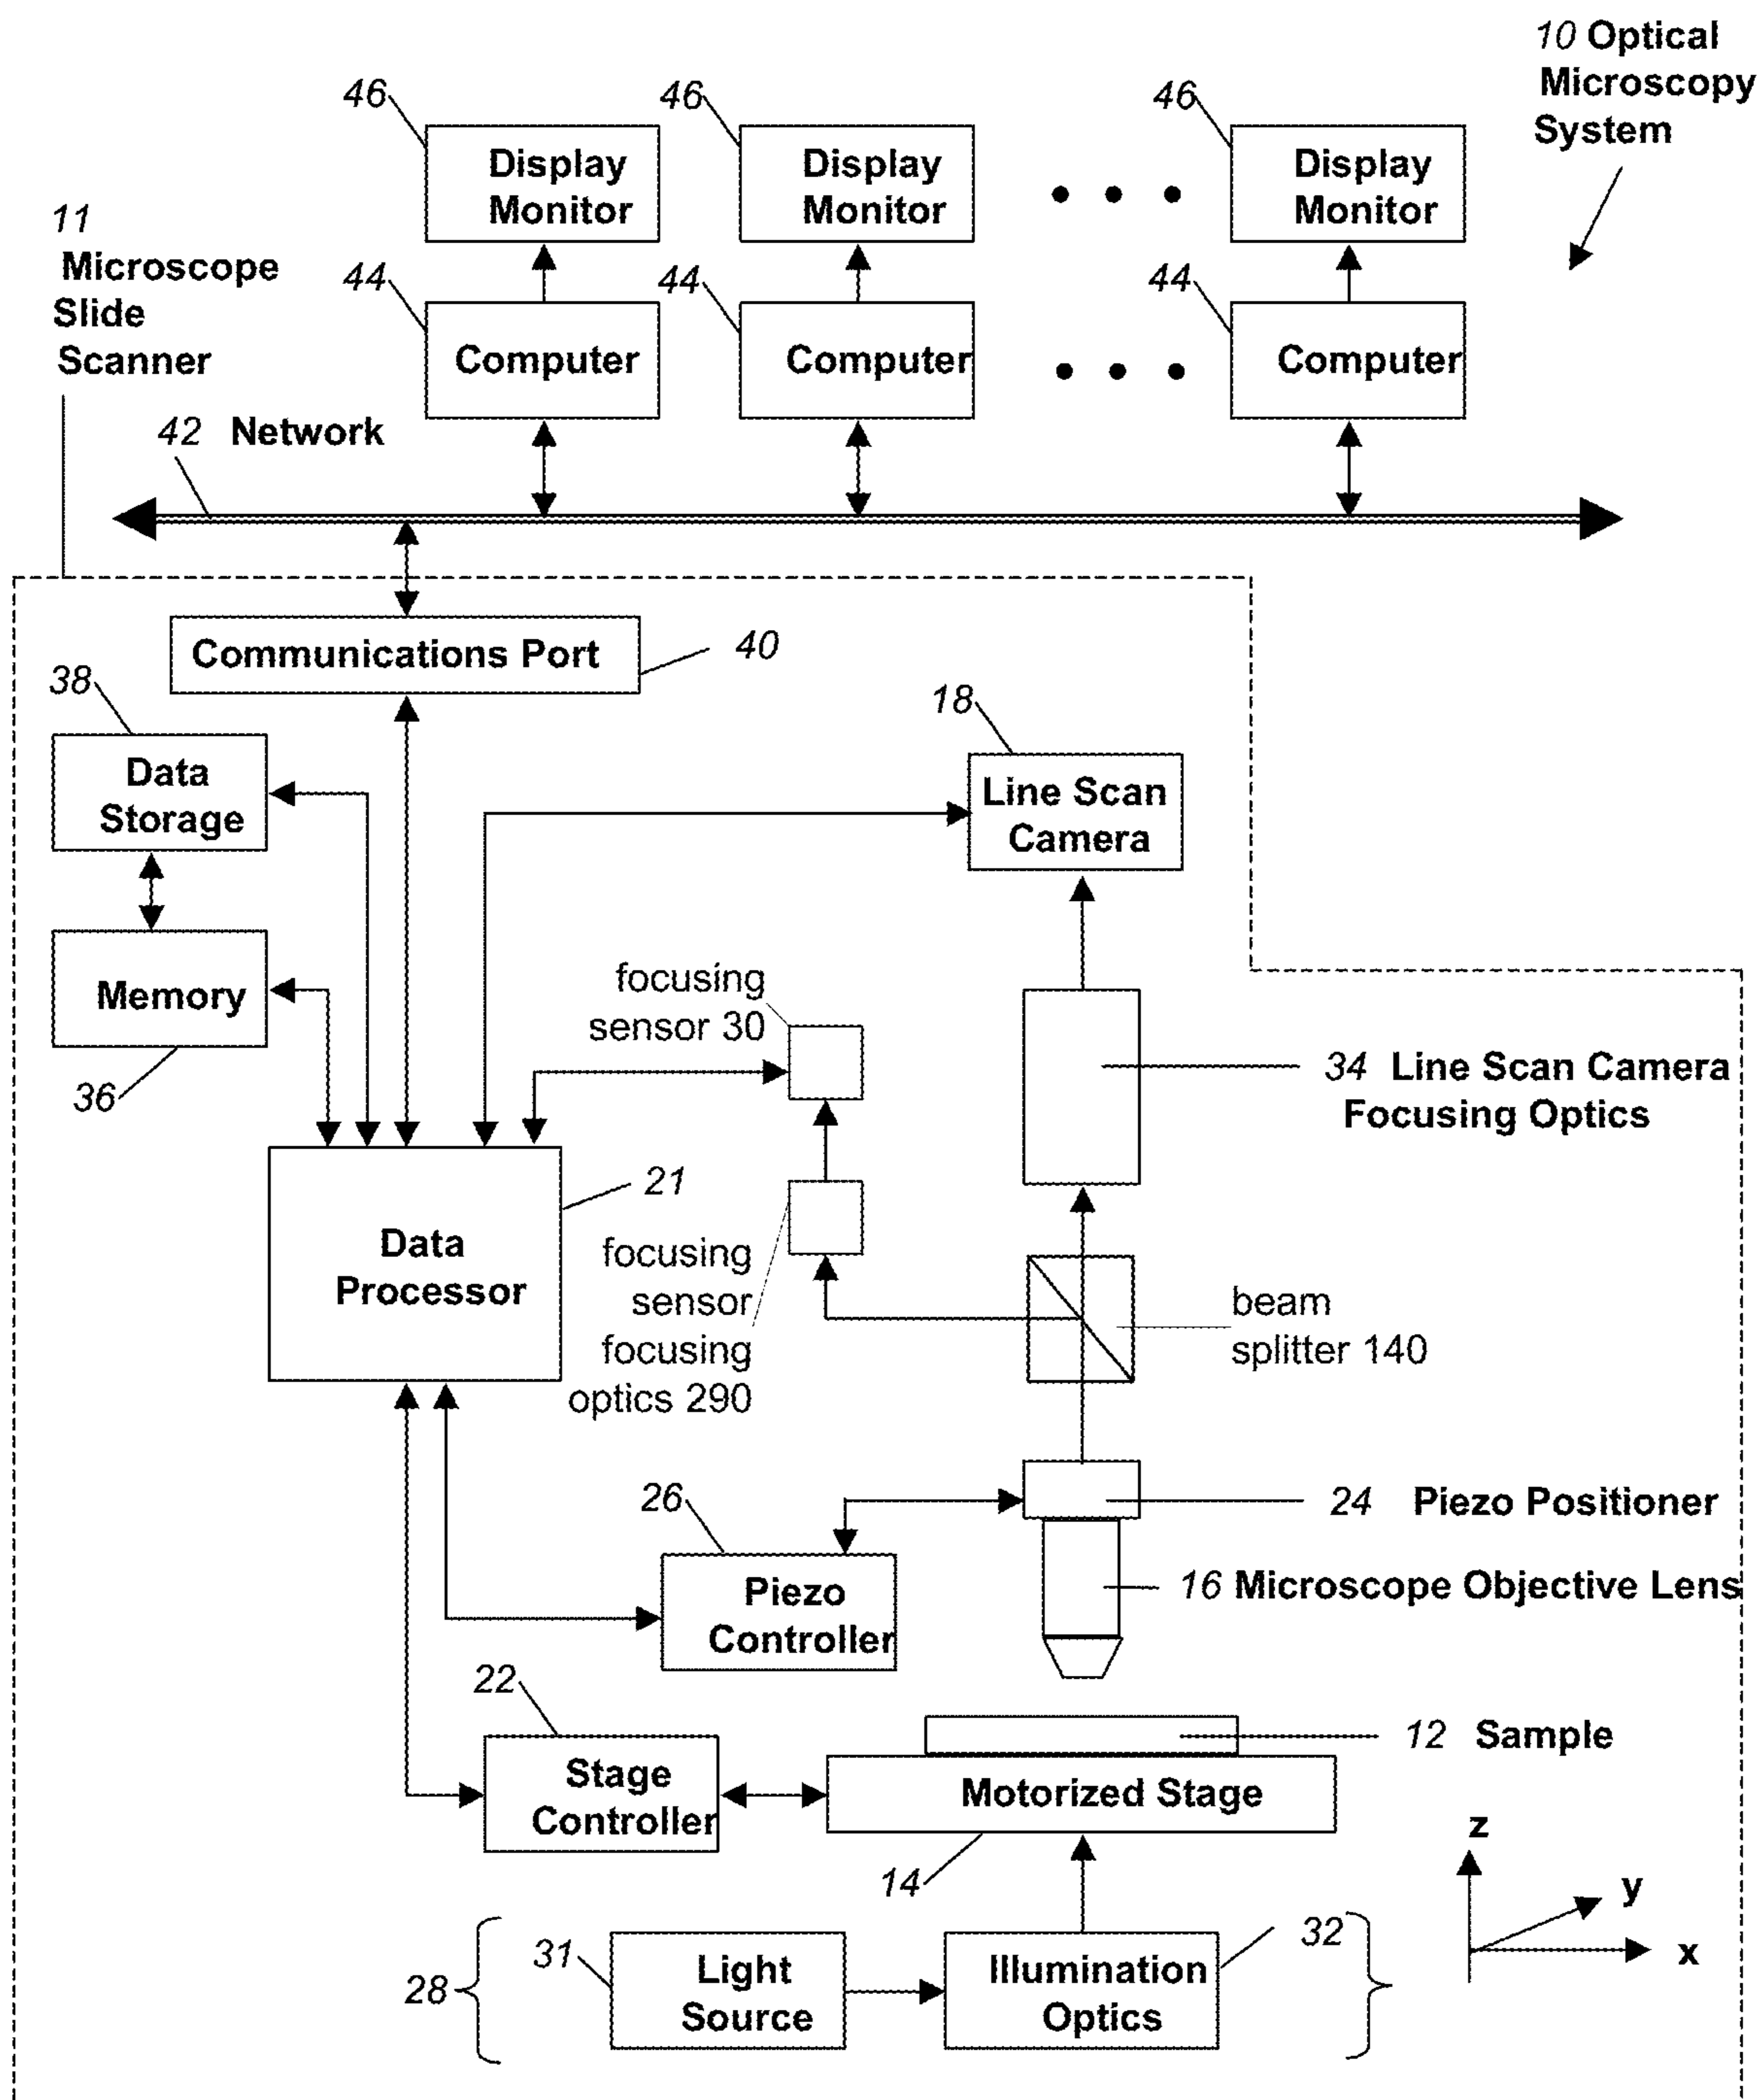 10 Optical
Microscopy
System
46
46
46
Display
Monitor
Display
Monitor
Display
Monitor
11
Microscope
Slide
Scanner
44
44
44
Computer
Computer
Computer
42 Network
Communications Port
40
38
Data
Storage
18
Line Scan
Camera
Memory
36
focusing
sensor 30
34 Line Scan Camera
Focusing Optics
21
Data
Processor
focusing
sensor
focusing
optics 290
beam
splitter 140
26
Piezo
Controller
24 Piezo Positioner
16 Microscope Objective Lens
22
Stage
Controller
12 Sample
Motorized Stage
14
z
y
x
28
31
Light
Source
Illumination
Optics
32